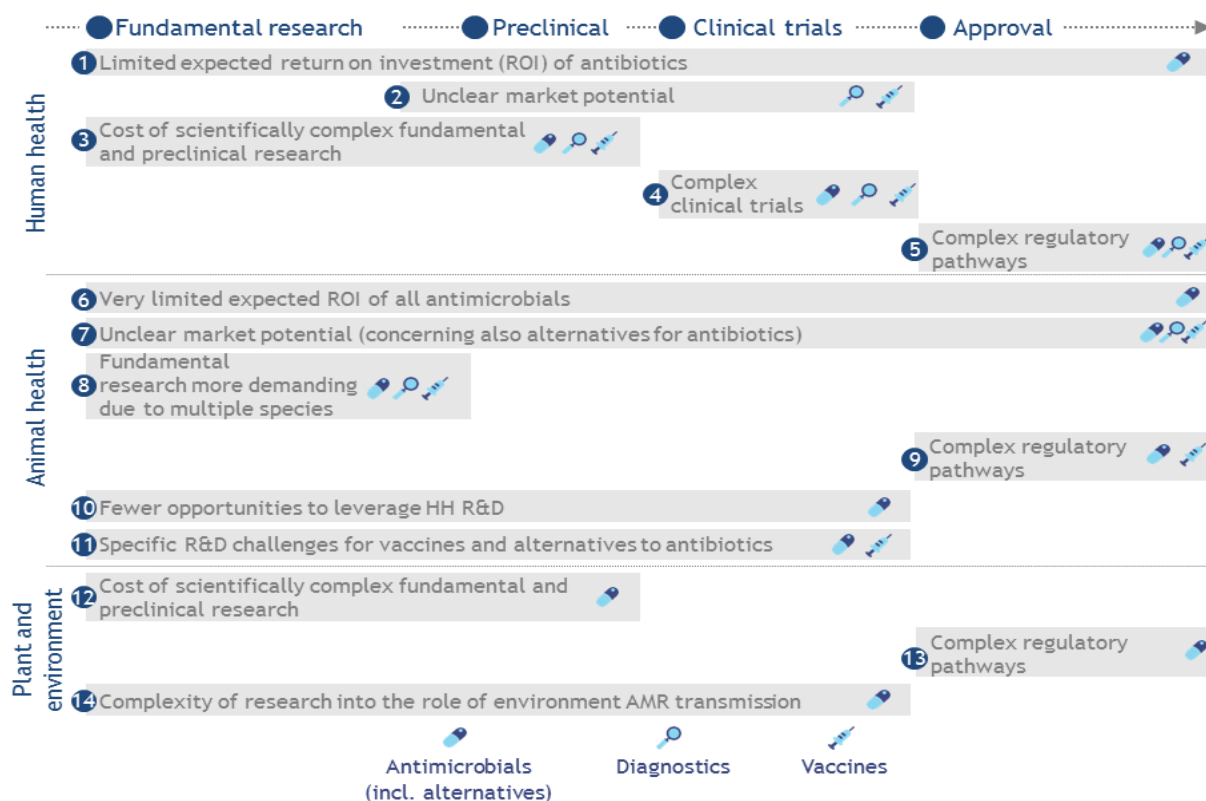 Fundamental research Preclinical Clinical trials Approval
Human health
1 Limited expected return on investment (ROI) of antibiotics
2 Unclear market potential
3 Cost of scientifically complex fundamental
and preclinical research
4 Complex
clinical trials
5 Complex regulatory
pathways
Animal health
6 Very limited expected ROI of all antimicrobials
7 Unclear market potential (concerning also alternatives for antibiotics)
8 Fundamental
research more demanding
due to multiple species
9 Complex regulatory
pathways
10 Fewer opportunities to leverage HH R&D
11 Specific R&D challenges for vaccines and alternatives to antibiotics
Plant and
environment
12 Cost of scientifically complex fundamental and
preclinical research
13 Complex regulatory
pathways
14 Complexity of research into the role of environment AMR transmission
Antimicrobials
(incl. alternatives)
Diagnostics
Vaccines